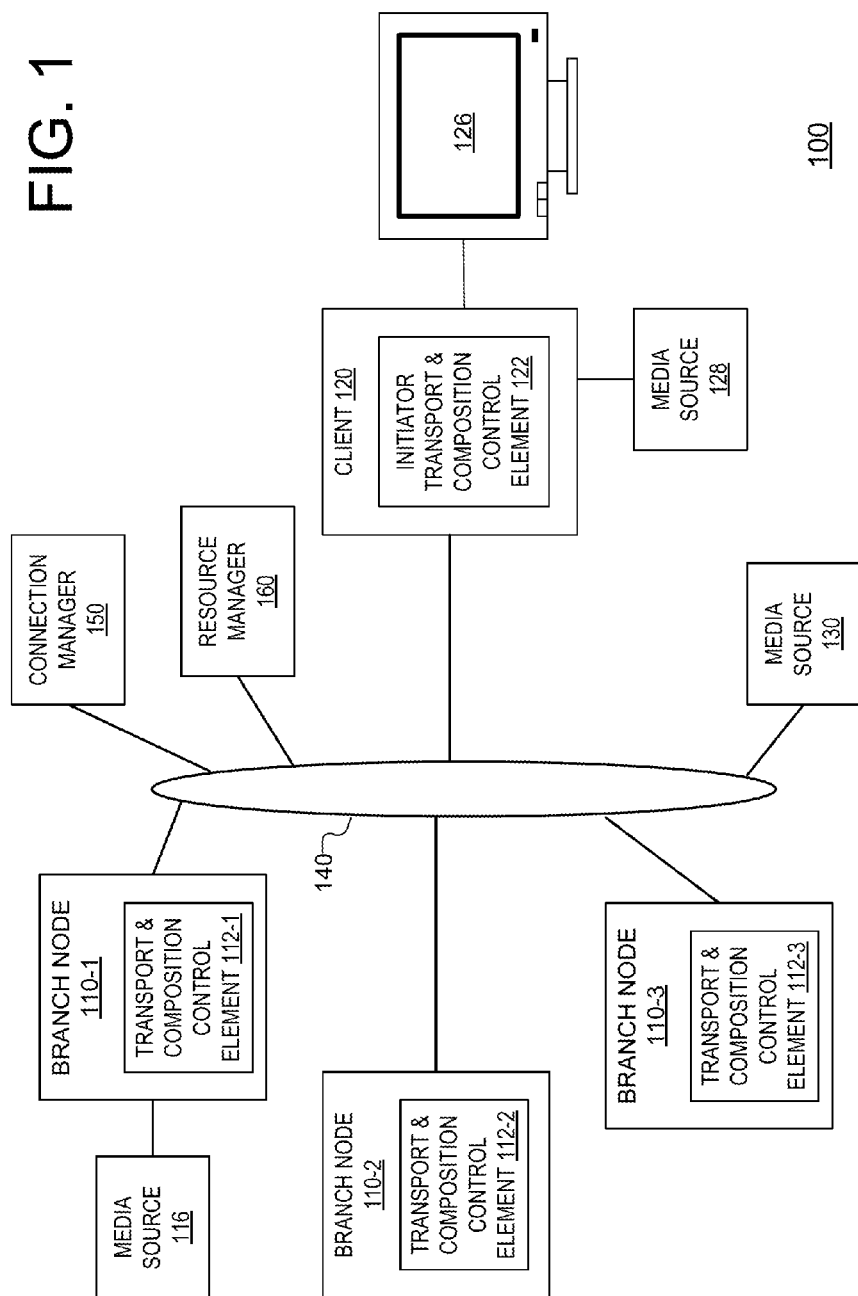 FIG. 1
CONNECTION
MANAGER
150
RESOURCE
MANAGER
160
126
CLIENT 120
INITIATOR
TRANSPORT &
COMPOSITION
CONTROL
ELEMENT 122
MEDIA
SOURCE
128
MEDIA
SOURCE
130
140
BRANCH NODE
110-1
TRANSPORT &
COMPOSITION
CONTROL
ELEMENT 112-1
MEDIA
SOURCE
116
BRANCH NODE
110-2
TRANSPORT &
COMPOSITION
CONTROL
ELEMENT 112-2
BRANCH NODE
110-3
TRANSPORT &
COMPOSITION
CONTROL
ELEMENT 112-3
100